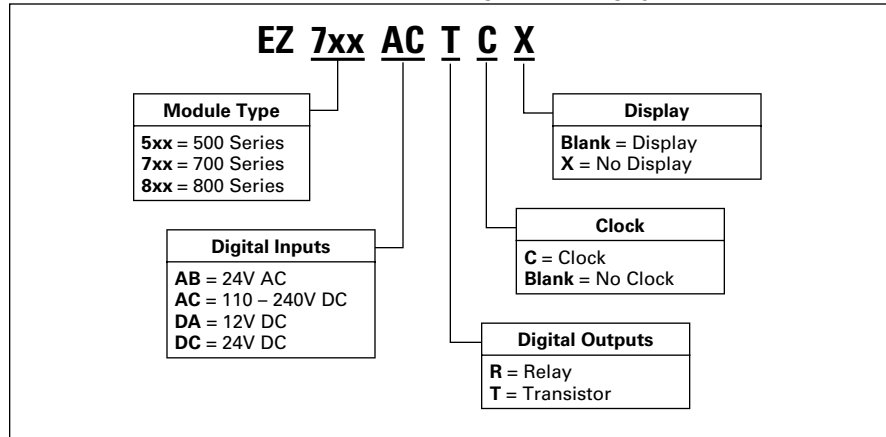 EZ 7xx AC T C X
Module Type
5xx = 500 Series
7xx = 700 Series
8xx = 800 Series
Display
Blank = Display
X = No Display
Digital Inputs
AB = 24V AC
AC = 110 – 240V DC
DA = 12V DC
DC = 24V DC
Clock
C = Clock
Blank = No Clock
Digital Outputs
R = Relay
T = Transistor